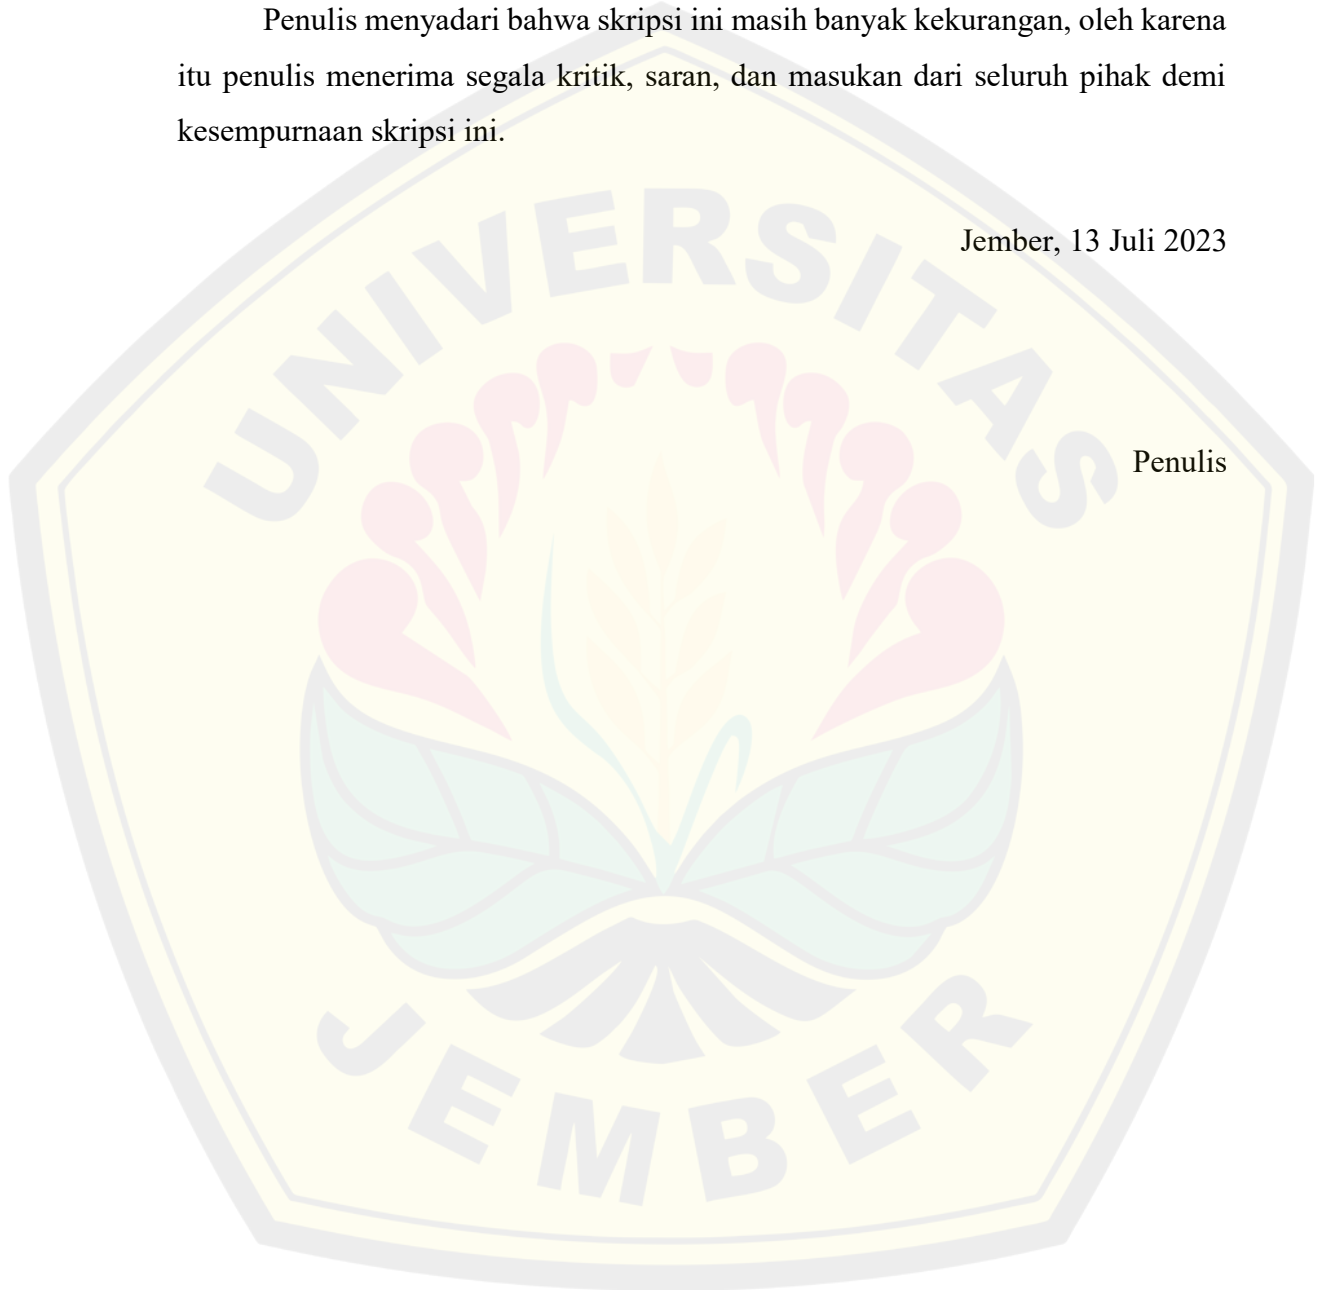 Penulis menyadari bahwa skripsi ini masih banyak kekurangan, oleh karena
itu penulis menerima segala kritik, saran, dan masukan dari seluruh pihak demi
kesempurnaan skripsi ini.
Jember, 13 Juli 2023
Penulis
UNIVERSITAS
JEMBER